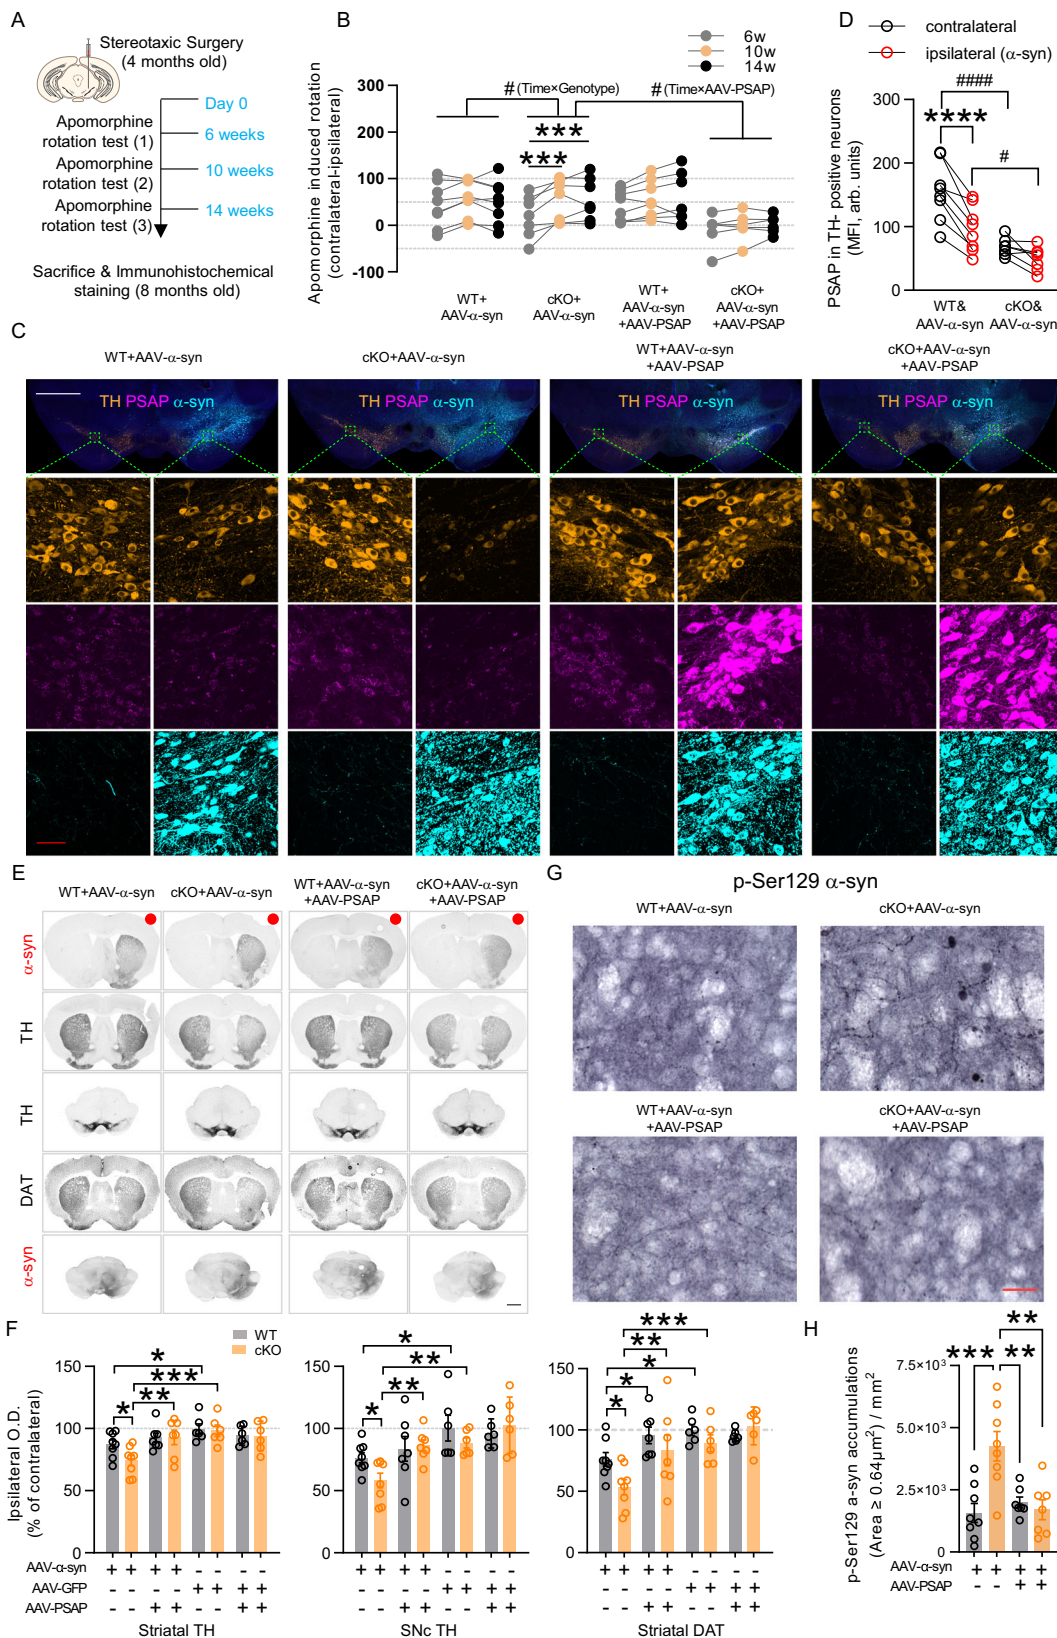 A
Stereotaxic Surgery
(4 months old)
Day 0
Apomorphine
rotation test (1)
6 weeks
Apomorphine
rotation test (2)
10 weeks
Apomorphine
rotation test (3)
14 weeks
Sacrifice & Immunohistochemical
staining (8 months old)
B
6w
10w
14w
Apomorphine induced rotation
(contralateral-ipsilateral)
300
200
100
0
-100
# (Time×Genotype)
# (Time×AAV-PSAP)
***
***
WT+
AAV-α-syn
cKO+
AAV-α-syn
WT+
AAV-α-syn
+AAV-PSAP
cKO+
AAV-α-syn
+AAV-PSAP
D
contralateral
ipsilateral (α-syn)
PSAP in TH- positive neurons
(MFI, arb. units)
300
200
100
0
####
****
#
WT&
AAV-α-syn
cKO&
AAV-α-syn
C
WT+AAV-α-syn
cKO+AAV-α-syn
WT+AAV-α-syn
+AAV-PSAP
cKO+AAV-α-syn
+AAV-PSAP
TH PSAP α-syn
TH PSAP α-syn
TH PSAP α-syn
TH PSAP α-syn
E
WT+AAV-α-syn
cKO+AAV-α-syn
WT+AAV-α-syn
+AAV-PSAP
cKO+AAV-α-syn
+AAV-PSAP
α-syn
TH
TH
DAT
α-syn
G
p-Ser129 α-syn
WT+AAV-α-syn
cKO+AAV-α-syn
WT+AAV-α-syn
+AAV-PSAP
cKO+AAV-α-syn
+AAV-PSAP
F
WT
cKO
Ipsilateral O.D.
(% of contralateral)
150
100
50
0
*
***
**
*
150
100
50
0
*
**
**
*
150
100
50
0
***
**
*
*
*
AAV-α-syn + + + + - - - -
AAV-GFP - - - - + + + +
AAV-PSAP - - + + - - + +
Striatal TH
+ + + + - - - -
- - - - + + + +
- - + + - - + +
SNc TH
+ + + + - - - -
- - - - + + + +
- - + + - - + +
Striatal DAT
H
p-Ser129 a-syn accumulations
(Area ≥ 0.64μm²) / mm²
7.5×10³
5.0×10³
2.5×10³
0
***
**
**
AAV-α-syn + + + +
AAV-PSAP - - + +